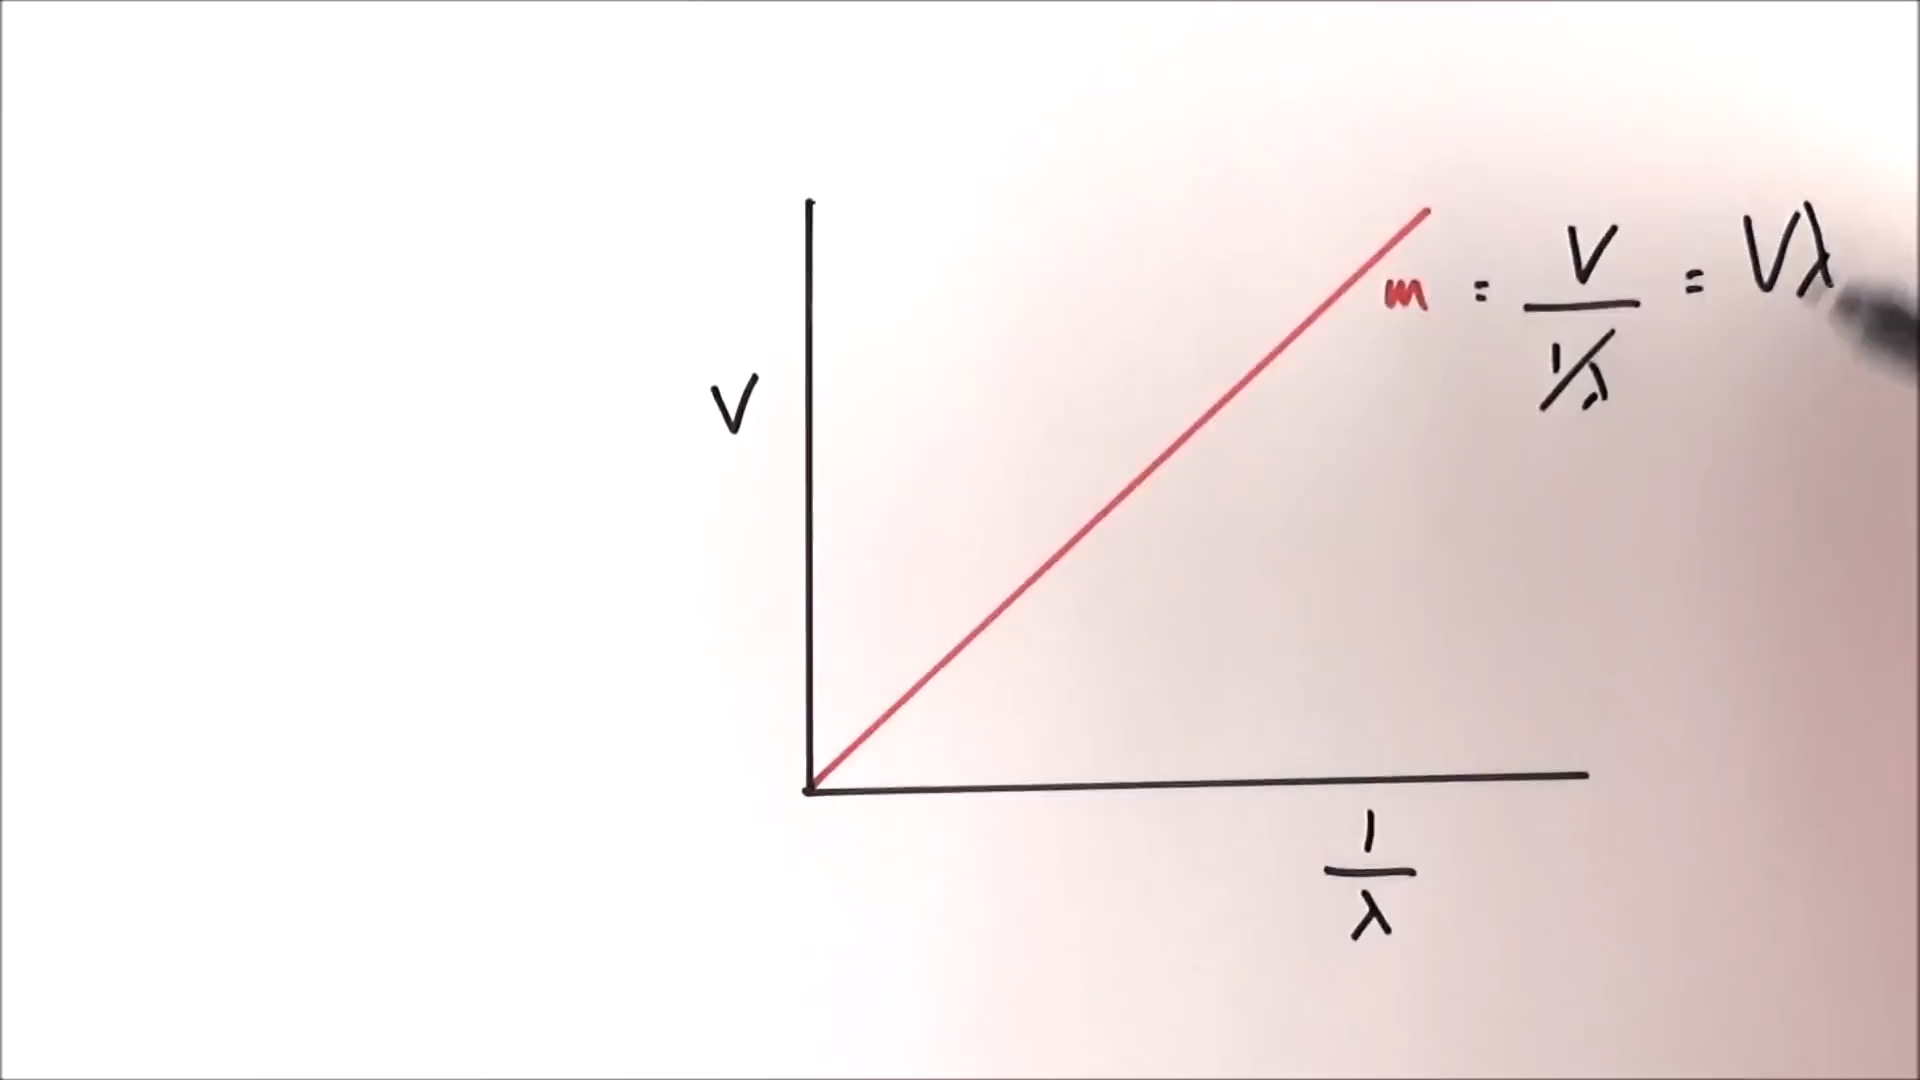 m = V / 1/λ = Vλ
V
1/λ